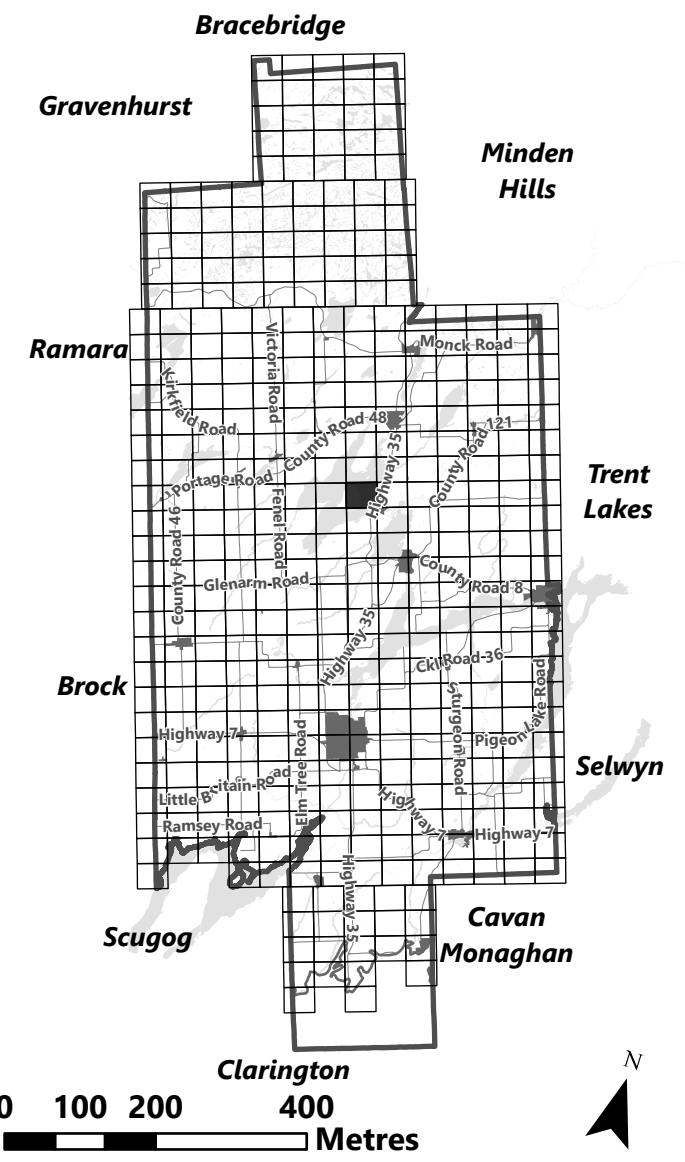 Bracebridge
Gravenhurst
Minden
Hills
Ramara
Victoria Road
Monck Road
Kirkfield Road
County Road 48
Highway 35
County Road 121
Portage Road
Trent
Lakes
County Road 46
Fenel Road
Glenarm Road
County Road 8
Highway 35
Ckl Road 36
Brock
Sturgeon Road
Pigeon Lake Road
Highway 7
Elm Tree Road
Selwyn
Little Britain Road
Highway 7
Ramsey Road
Highway 7
Highway 35
Scugog
Cavan
Monaghan
Clarington
N
0 100 200 400
Metres